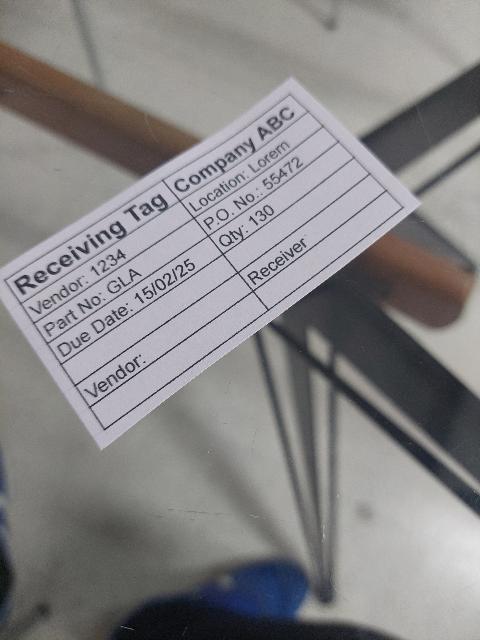 Receiving Tag Company ABC
Vendor: 1234 Location: Lorem
Part No: GLA P.O. No.: 55472
Due Date: 15/02/25 Qty: 130
Vendor: Receiver